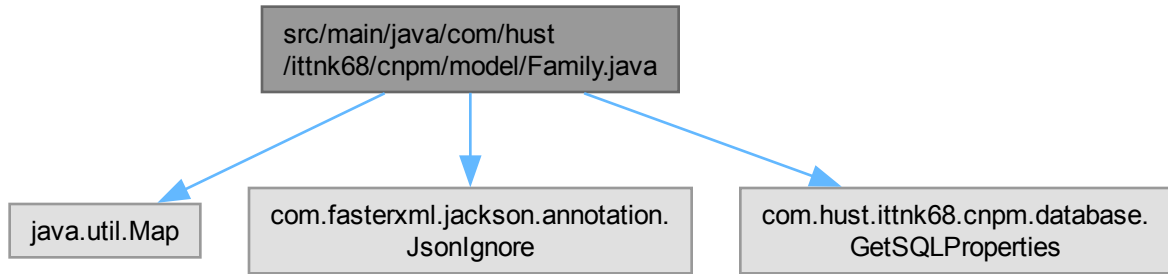 src/main/java/com/hust
/ittnk68/cnpm/model/Family.java
java.util.Map
com.fasterxml.jackson.annotation.
JsonIgnore
com.hust.ittnk68.cnpm.database.
GetSQLProperties